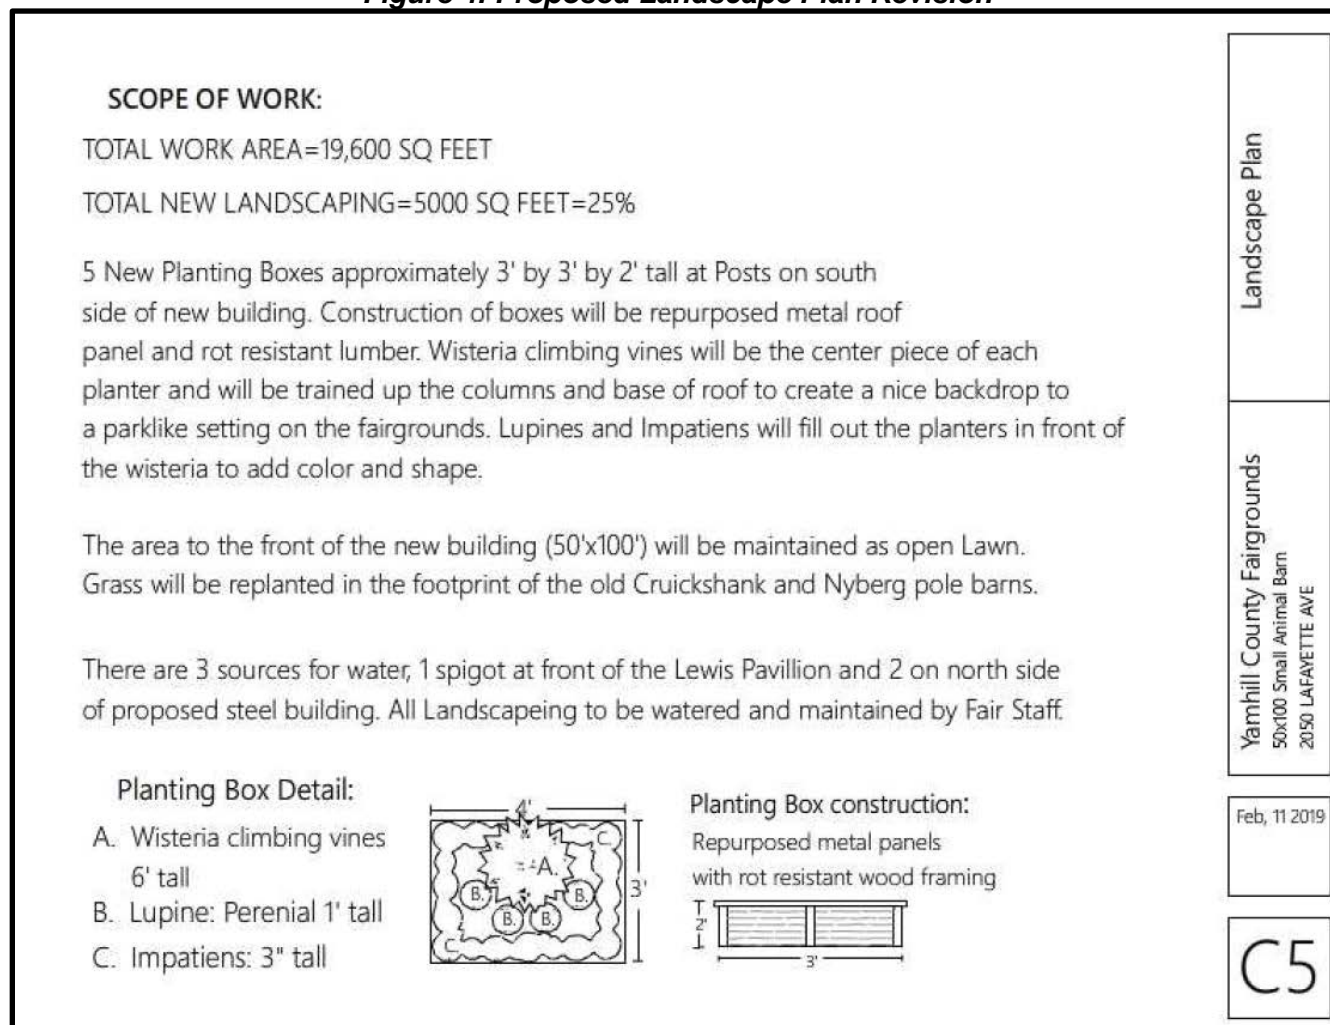 SCOPE OF WORK:
TOTAL WORK AREA=19,600 SQ FEET
TOTAL NEW LANDSCAPING=5000 SQ FEET=25%
5 New Planting Boxes approximately 3' by 3' by 2' tall at Posts on south
side of new building. Construction of boxes will be repurposed metal roof
panel and rot resistant lumber. Wisteria climbing vines will be the center piece of each
planter and will be trained up the columns and base of roof to create a nice backdrop to
a parklike setting on the fairgrounds. Lupines and Impatiens will fill out the planters in front of
the wisteria to add color and shape.
The area to the front of the new building (50'x100') will be maintained as open Lawn.
Grass will be replanted in the footprint of the old Cruickshank and Nyberg pole barns.
There are 3 sources for water, 1 spigot at front of the Lewis Pavillion and 2 on north side
of proposed steel building. All Landscapeing to be watered and maintained by Fair Staff.
Planting Box Detail:
A. Wisteria climbing vines
6' tall
B. Lupine: Perenial 1' tall
C. Impatiens: 3" tall
4'
C
A.
B.
B.
B.
B.
C
3'
Planting Box construction:
Repurposed metal panels
with rot resistant wood framing
2'
3'
Landscape Plan
Yamhill County Fairgrounds
50x100 Small Animal Barn
2050 LAFAYETTE AVE
Feb, 11 2019
C5